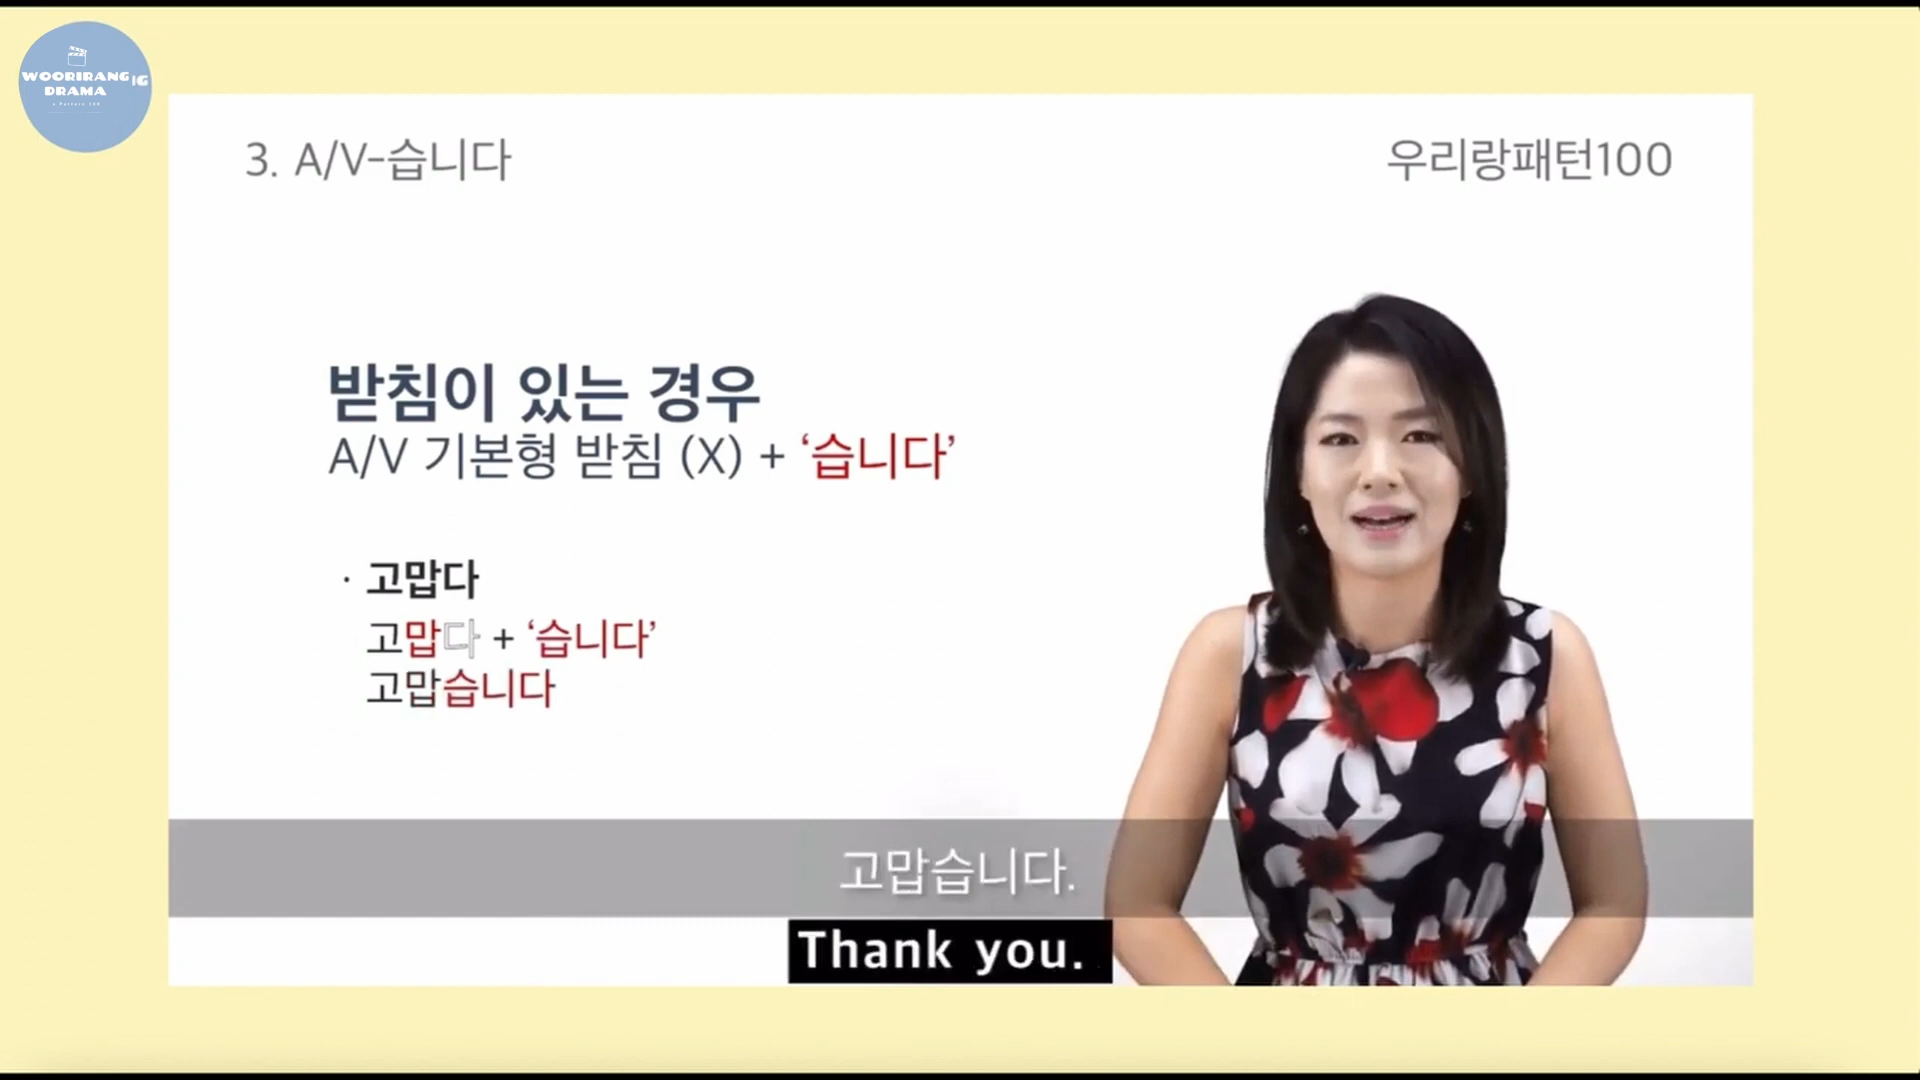 WOORIRANG
IG
DRAMA
3. A/V-습니다
우리랑패턴100
받침이 있는 경우
A/V 기본형 받침 (X) + ‘습니다’
· 고맙다
고맙다 + ‘습니다’
고맙습니다
고맙습니다.
Thank you.